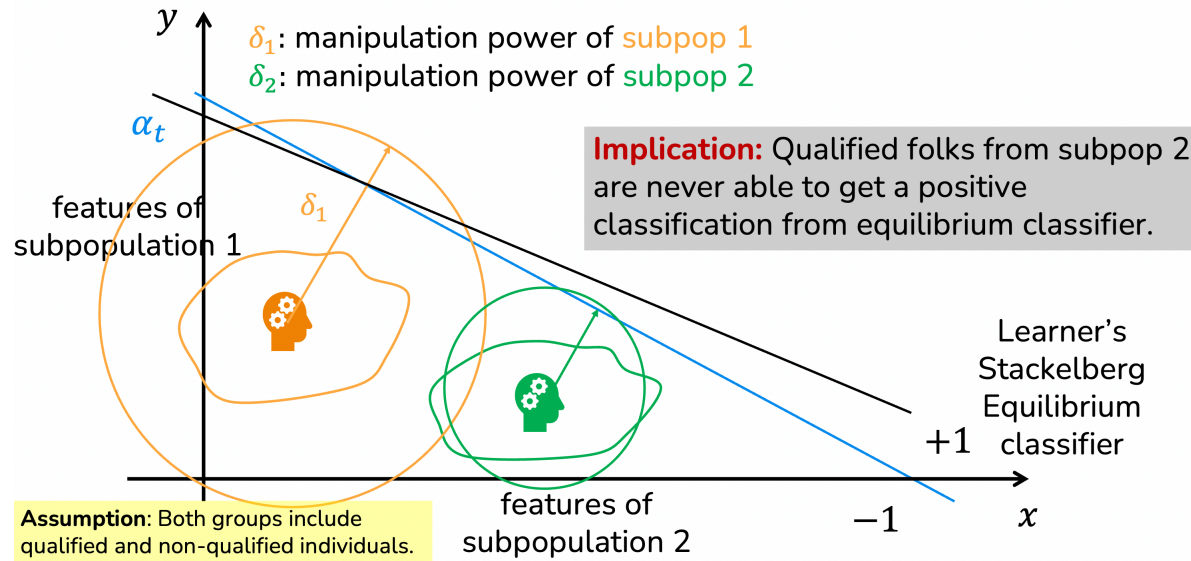 y
δ₁: manipulation power of subpop 1
δ₂: manipulation power of subpop 2
αₜ
Implication: Qualified folks from subpop 2
are never able to get a positive
classification from equilibrium classifier.
features of
subpopulation 1
δ₁
Learner’s
Stackelberg
Equilibrium
classifier
+1
−1
x
features of
subpopulation 2
Assumption: Both groups include
qualified and non-qualified individuals.